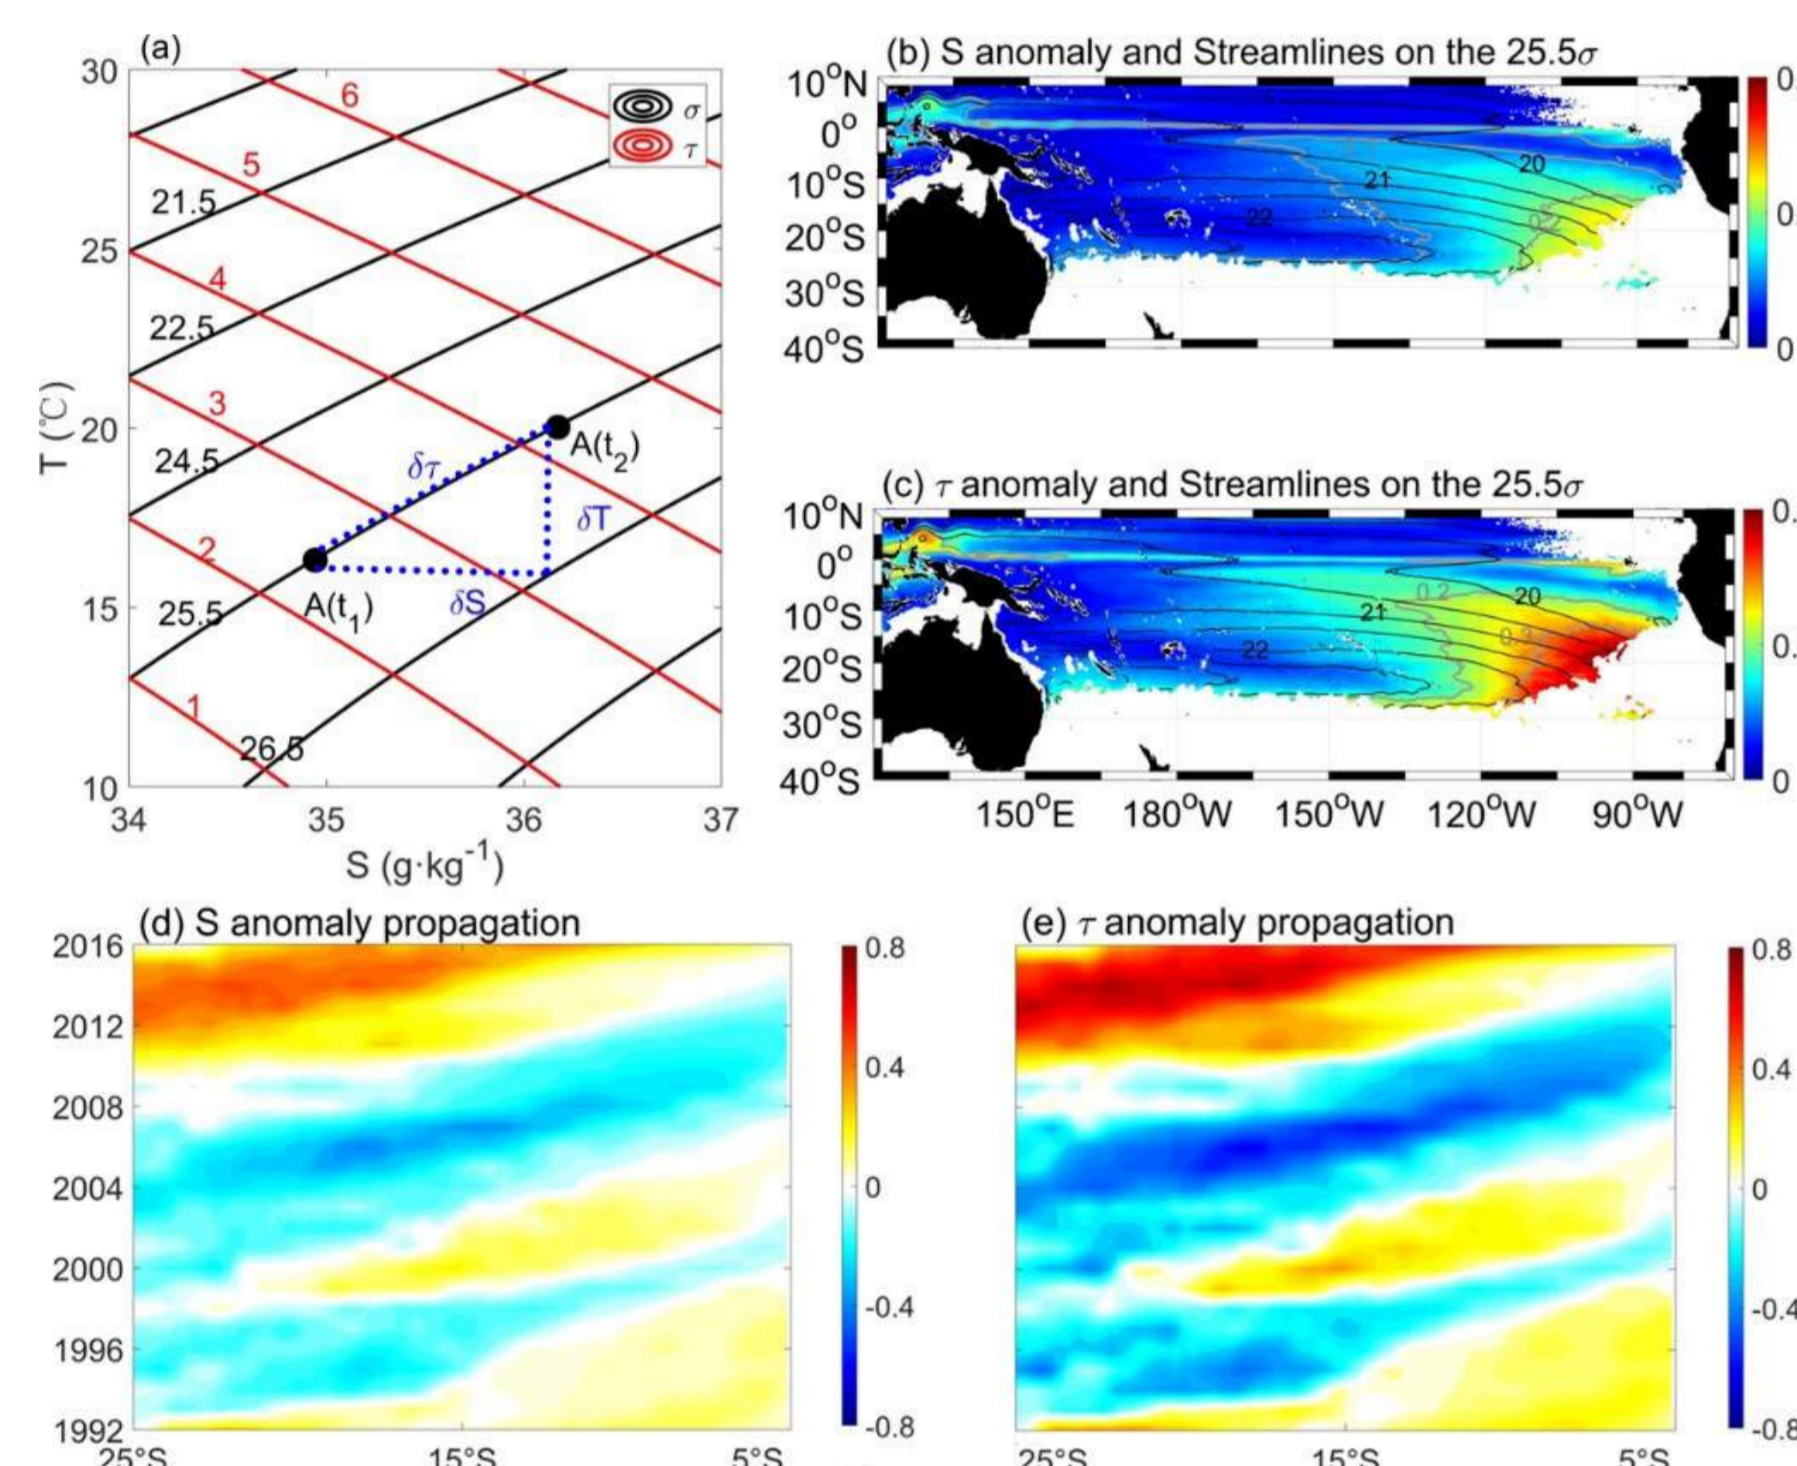 (a)
30
25
20
15
10
T (°C)
34 35 36 37
S (g·kg⁻¹)
σ
τ
6
5
4
3
2
1
21.5
22.5
24.5
25.5
26.5
A(t₁)
A(t₂)
δτ
δT
δS
(b) S anomaly and Streamlines on the 25.5σ
10°N
0°
10°S
20°S
30°S
40°S
20
21
22
0
(c) τ anomaly and Streamlines on the 25.5σ
10°N
0°
10°S
20°S
30°S
40°S
0.2
20
21
22
0
150°E 180°W 150°W 120°W 90°W
(d) S anomaly propagation
2016
2012
2008
2004
2000
1996
1992
25°S 15°S 5°S
0.8
0.4
0
-0.4
-0.8
(e) τ anomaly propagation
25°S 15°S 5°S
0.8
0.4
0
-0.4
-0.8